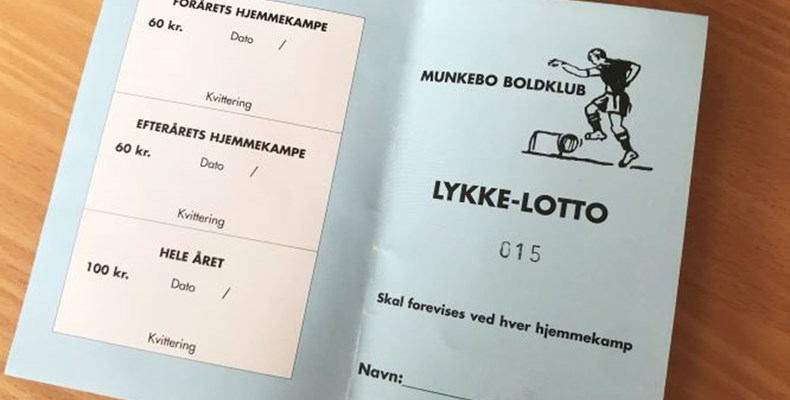 FORÅRETS HJEMMEKAMPE
60 kr.
Dato /
Kvittering
EFTERÅRETS HJEMMEKAMPE
60 kr.
Dato /
Kvittering
HELE ÅRET
100 kr.
Dato /
Kvittering
MUNKEBO BOLDKLUB
LYKKE-LOTTO
015
Skal forevises ved hver hjemmekamp
Navn: